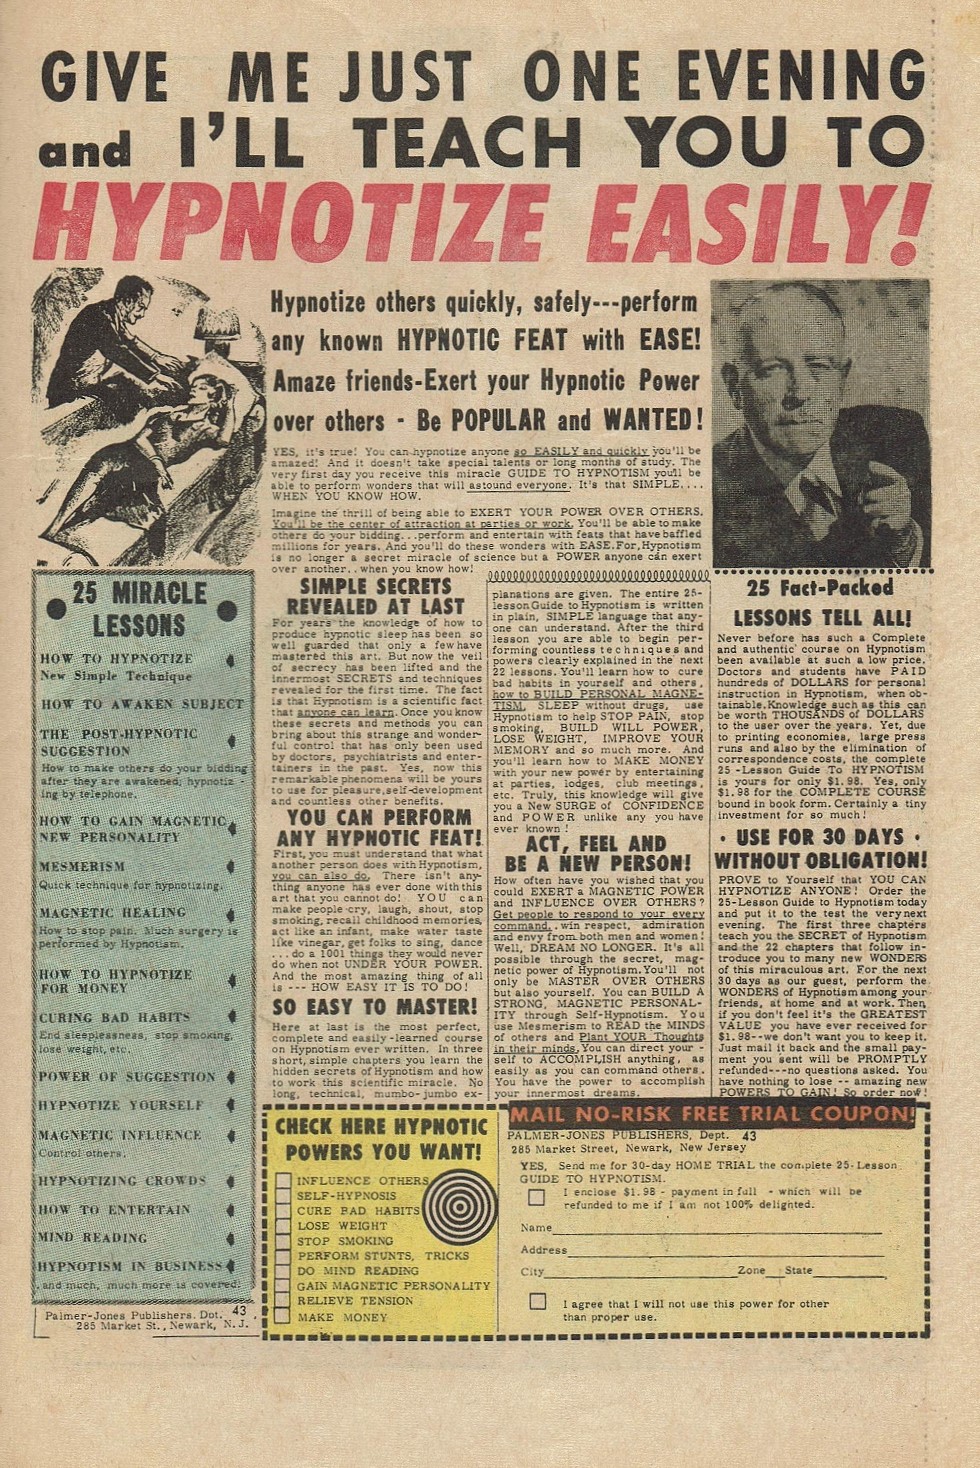 GIVE ME JUST ONE EVENING
and I'LL TEACH YOU TO
HYPNOTIZE EASILY!
Hypnotize others quickly, safely---perform
any known HYPNOTIC FEAT with EASE!
Amaze friends-Exert your Hypnotic Power
over others - Be POPULAR and WANTED!
YES, it's true! You can hypnotize anyone so EASILY and quickly you'll be
amazed! And it doesn't take special talents or long months of study. The
very first day you receive this miracle GUIDE TO HYPNOTISM you'll be
able to perform wonders that will astound everyone. It's that SIMPLE....
WHEN YOU KNOW HOW.
Imagine the thrill of being able to EXERT YOUR POWER OVER OTHERS.
You'll be the center of attraction at parties or work. You'll be able to make
others do your bidding...perform and entertain with feats that have baffled
millions for years. And you'll do these wonders with EASE. For, Hypnotism
is no longer a secret miracle of science but a POWER anyone can exert
over another.. when you know how!
25 MIRACLE
LESSONS
HOW TO HYPNOTIZE
New Simple Technique
HOW TO AWAKEN SUBJECT
THE POST-HYPNOTIC
SUGGESTION
How to make others do your bidding
after they are awakened; hypnotiz -
ing by telephone.
HOW TO GAIN MAGNETIC
NEW PERSONALITY
MESMERISM
Quick technique for hypnotizing.
MAGNETIC HEALING
How to stop pain. Much surgery is
performed by Hypnotism.
HOW TO HYPNOTIZE
FOR MONEY
CURING BAD HABITS
End sleeplessness, stop smoking,
lose weight, etc.
POWER OF SUGGESTION
HYPNOTIZE YOURSELF
MAGNETIC INFLUENCE
Control others.
HYPNOTIZING CROWDS
HOW TO ENTERTAIN
MIND READING
HYPNOTISM IN BUSINESS
.and much, much more is covered!
Palmer-Jones Publishers. Dot. 43
285 Market St., Newark, N. J.
SIMPLE SECRETS
REVEALED AT LAST
For years the knowledge of how to
produce hypnotic sleep has been so
well guarded that only a few have
mastered this art. But now the veil
of secrecy has been lifted and the
innermost SECRETS and techniques
revealed for the first time. The fact
is that Hypnotism is a scientific fact
that anyone can learn. Once you know
these secrets and methods you can
bring about this strange and wonder-
ful control that has only been used
by doctors, psychiatrists and enter-
tainers in the past. Yes, now this
remarkable phenomena will be yours
to use for pleasure, self-development
and countless other benefits.
YOU CAN PERFORM
ANY HYPNOTIC FEAT!
First, you must understand that what
another person does with Hypnotism,
you can also do. There isn't any-
thing anyone has ever done with this
art that you cannot do! YOU can
make people cry, laugh, shout, stop
smoking, recall childhood memories,
act like an infant, make water taste
like vinegar, get folks to sing, dance
...do a 1001 things they would never
do when not UNDER YOUR POWER.
And the most amazing thing of all
is --- HOW EASY IT IS TO DO!
SO EASY TO MASTER!
Here at last is the most perfect,
complete and easily-learned course
on Hypnotism ever written. In three
short, simple chapters you learn the
hidden secrets of Hypnotism and how
to work this scientific miracle. No
long, technical, mumbo-jumbo ex-
planations are given. The entire 25-
lesson Guide to Hypnotism is written
in plain, SIMPLE language that any-
one can understand. After the third
lesson you are able to begin per-
forming countless techniques and
powers clearly explained in the next
22 lessons. You'll learn how to cure
bad habits in yourself and others,
how to BUILD PERSONAL MAGNE-
TISM, SLEEP without drugs, use
Hypnotism to help STOP PAIN, stop
smoking, BUILD WILL POWER,
LOSE WEIGHT, IMPROVE YOUR
MEMORY and so much more. And
you'll learn how to MAKE MONEY
with your new power by entertaining
at parties, lodges, club meetings,
etc. Truly, this knowledge will give
you a New SURGE of CONFIDENCE
and POWER unlike any you have
ever known!
ACT, FEEL AND
BE A NEW PERSON!
How often have you wished that you
could EXERT a MAGNETIC POWER
and INFLUENCE OVER OTHERS?
Get people to respond to your every
command.. win respect, admiration
and envy from both men and women!
Well, DREAM NO LONGER. It's all
possible through the secret, mag-
netic power of Hypnotism. You'll not
only be MASTER OVER OTHERS
but also yourself. You can BUILD A
STRONG, MAGNETIC PERSONAL-
ITY through Self-Hypnotism. You
use Mesmerism to READ the MINDS
of others and Plant YOUR Thoughts
in their minds. You can direct your -
self to ACCOMPLISH anything, as
easily as you can command others.
You have the power to accomplish
your innermost dreams.
25 Fact-Packed
LESSONS TELL ALL!
Never before has such a Complete
and authentic course on Hypnotism
been available at such a low price.
Doctors and students have PAID
hundreds of DOLLARS for personal
instruction in Hypnotism, when ob-
tainable. Knowledge such as this can
be worth THOUSANDS of DOLLARS
to the user over the years. Yet, due
to printing economies, large press
runs and also by the elimination of
correspondence costs, the complete
25 -Lesson Guide To HYPNOTISM
is yours for only $1.98. Yes, only
$1.98 for the COMPLETE COURSE
bound in book form. Certainly a tiny
investment for so much!
· USE FOR 30 DAYS ·
WITHOUT OBLIGATION!
PROVE to Yourself that YOU CAN
HYPNOTIZE ANYONE! Order the
25-Lesson Guide to Hypnotism today
and put it to the test the very next
evening. The first three chapters
teach you the SECRET of Hypnotism
and the 22 chapters that follow in-
troduce you to many new WONDERS
of this miraculous art. For the next
30 days as our guest, perform the
WONDERS of Hypnotism among your
friends, at home and at work. Then,
if you don't feel it's the GREATEST
VALUE you have ever received for
$1.98--we don't want you to keep it.
Just mail it back and the small pay-
ment you sent will be PROMPTLY
refunded---no questions asked. You
have nothing to lose -- amazing new
POWERS TO GAIN! So order now!
CHECK HERE HYPNOTIC
POWERS YOU WANT!
INFLUENCE OTHERS
SELF-HYPNOSIS
CURE BAD HABITS
LOSE WEIGHT
STOP SMOKING
PERFORM STUNTS, TRICKS
DO MIND READING
GAIN MAGNETIC PERSONALITY
RELIEVE TENSION
MAKE MONEY
MAIL NO-RISK FREE TRIAL COUPON!
PALMER-JONES PUBLISHERS, Dept. 43
285 Market Street, Newark, New Jersey
YES, Send me for 30-day HOME TRIAL the complete 25-Lesson
GUIDE TO HYPNOTISM.
I enclose $1.98 - payment in full - which will be
refunded to me if I am not 100% delighted.
Name
Address
City Zone State
I agree that I will not use this power for other
than proper use.